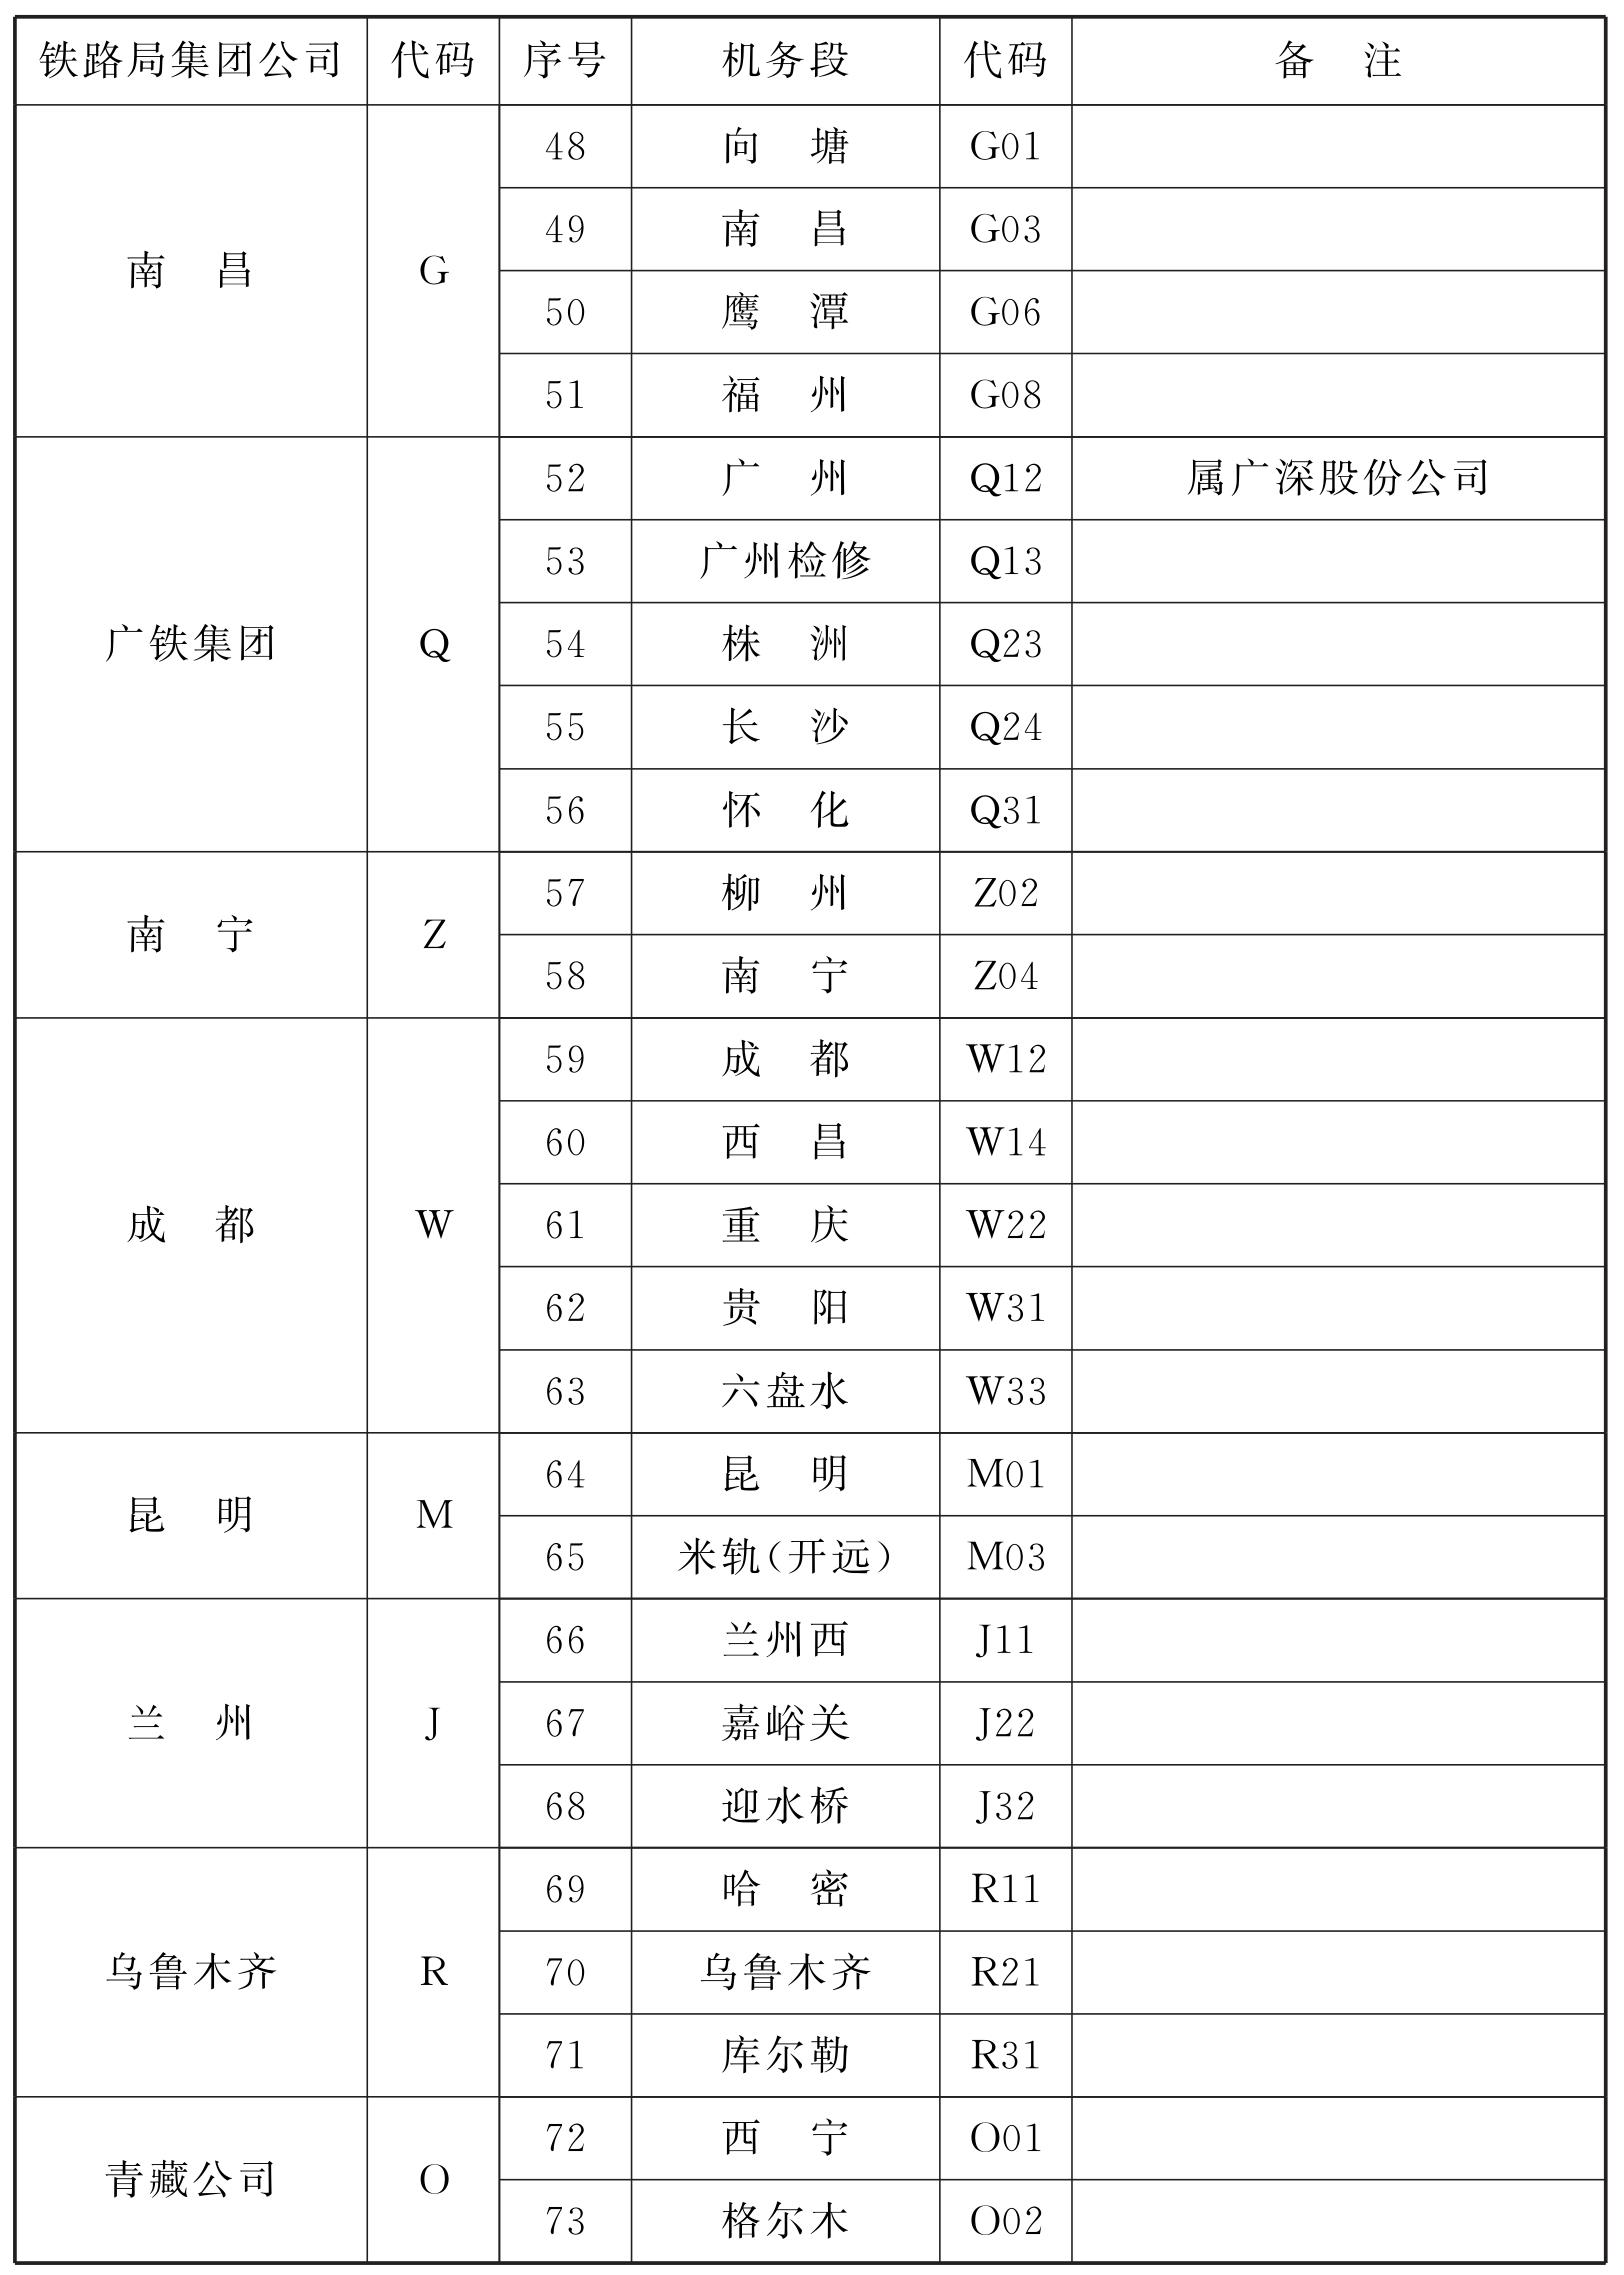 铁路局集团公司 代码 序号 机务段 代码 备 注
南 昌 G 48 向 塘 G01
49 南 昌 G03
50 鹰 潭 G06
51 福 州 G08
广铁集团 Q 52 广 州 Q12 属广深股份公司
53 广州检修 Q13
54 株 洲 Q23
55 长 沙 Q24
56 怀 化 Q31
南 宁 Z 57 柳 州 Z02
58 南 宁 Z04
成 都 W 59 成 都 W12
60 西 昌 W14
61 重 庆 W22
62 贵 阳 W31
63 六盘水 W33
昆 明 M 64 昆 明 M01
65 米轨(开远) M03
兰 州 J 66 兰州西 J11
67 嘉峪关 J22
68 迎水桥 J32
乌鲁木齐 R 69 哈 密 R11
70 乌鲁木齐 R21
71 库尔勒 R31
青藏公司 O 72 西 宁 O01
73 格尔木 O02